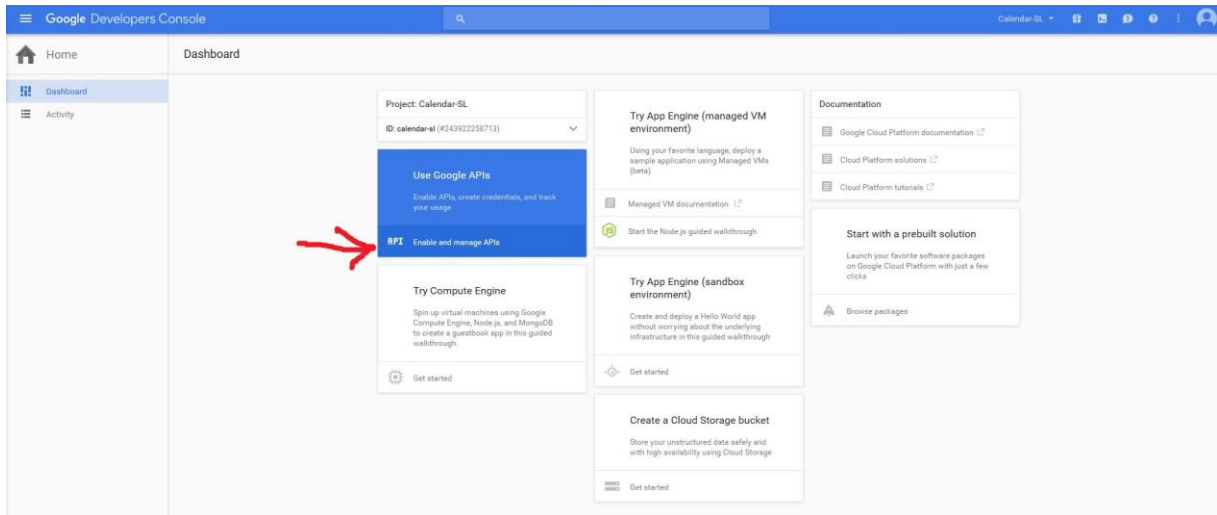 Google Developers Console
Calendar-SL
Home
Dashboard
Dashboard
Activity
Project: Calendar-SL
ID: calendar-sl (#243922258713)
Use Google APIs
Enable APIs, create credentials, and track
your usage
API Enable and manage APIs
Try Compute Engine
Spin up virtual machines using Google
Compute Engine, Node.js, and MongoDB
to create a guestbook app in this guided
walkthrough.
Get started
Try App Engine (managed VM
environment)
Using your favorite language, deploy a
sample application using Managed VMs
(beta)
Managed VM documentation
JS Start the Node.js guided walkthrough
Try App Engine (sandbox
environment)
Create and deploy a Hello World app
without worrying about the underlying
infrastructure in this guided walkthrough
Get started
Create a Cloud Storage bucket
Store your unstructured data safely and
with high availability using Cloud Storage
Get started
Documentation
Google Cloud Platform documentation
Cloud Platform solutions
Cloud Platform tutorials
Start with a prebuilt solution
Launch your favorite software packages
on Google Cloud Platform with just a few
clicks
Browse packages